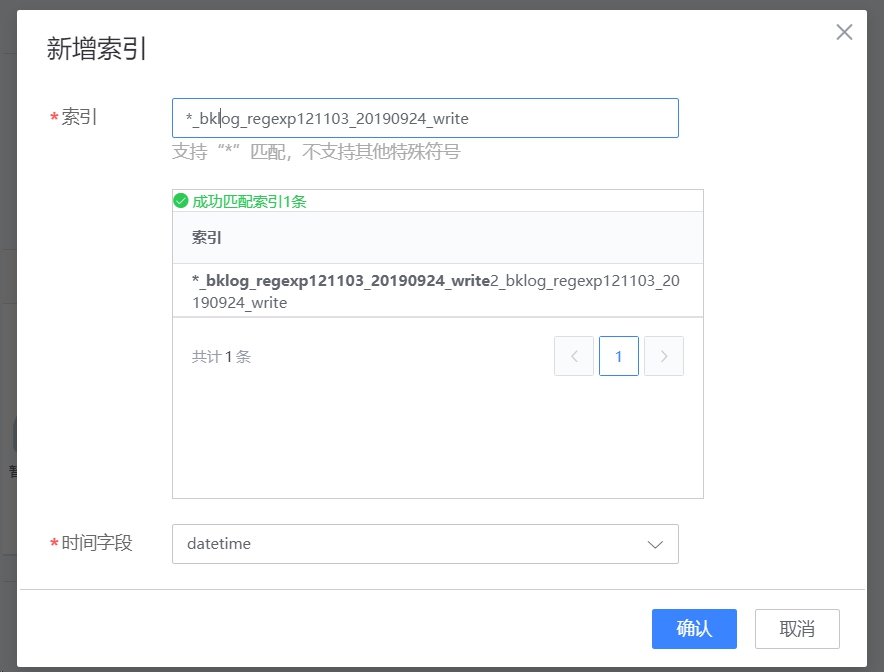 新增索引
*索引
*_bklog_regexp121103_20190924_write
支持“*”匹配，不支持其他特殊符号
成功匹配索引1条
索引
*_bklog_regexp121103_20190924_write2_bklog_regexp121103_20
190924_write
共计 1 条
1
*时间字段
datetime
确认 取消